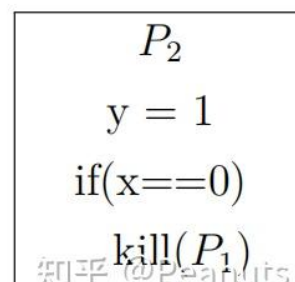 P₂
y = 1
if(x==0)
kill(P₁)
知乎 @Peanuts